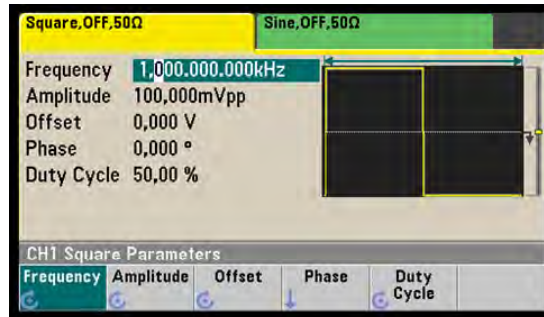 Square,OFF,50Ω
Sine,OFF,50Ω
Frequency 1,000.000.000kHz
Amplitude 100,000mVpp
Offset 0,000 V
Phase 0,000 °
Duty Cycle 50,00 %
CH1 Square Parameters
Frequency
Amplitude
Offset
Phase
Duty
Cycle